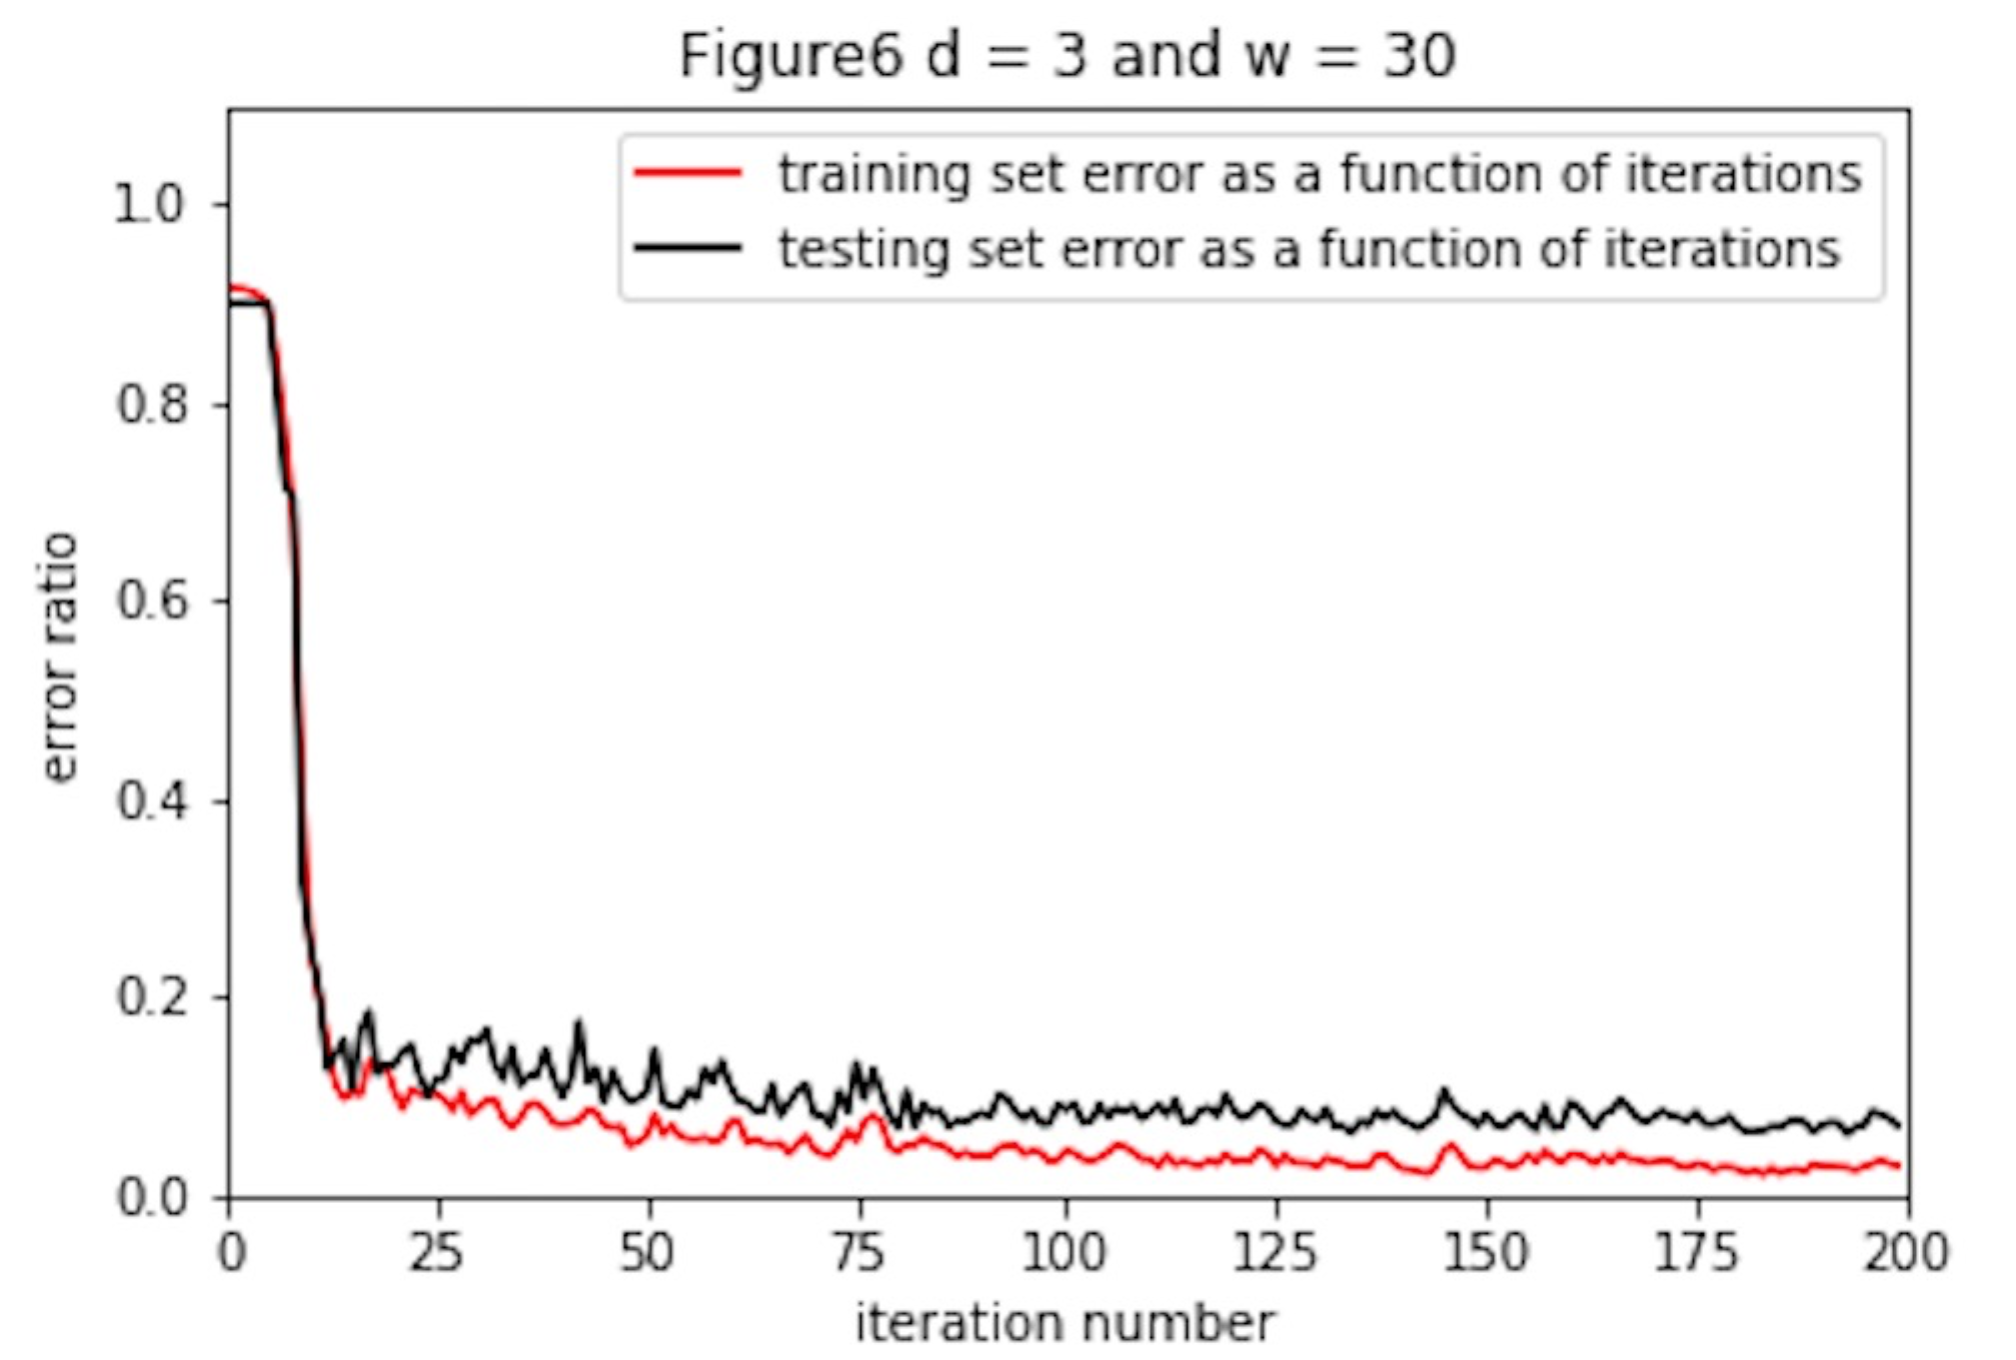 Figure6 d = 3 and w = 30
training set error as a function of iterations
testing set error as a function of iterations
1.0
0.8
0.6
0.4
0.2
0.0
error ratio
0 25 50 75 100 125 150 175 200
iteration number